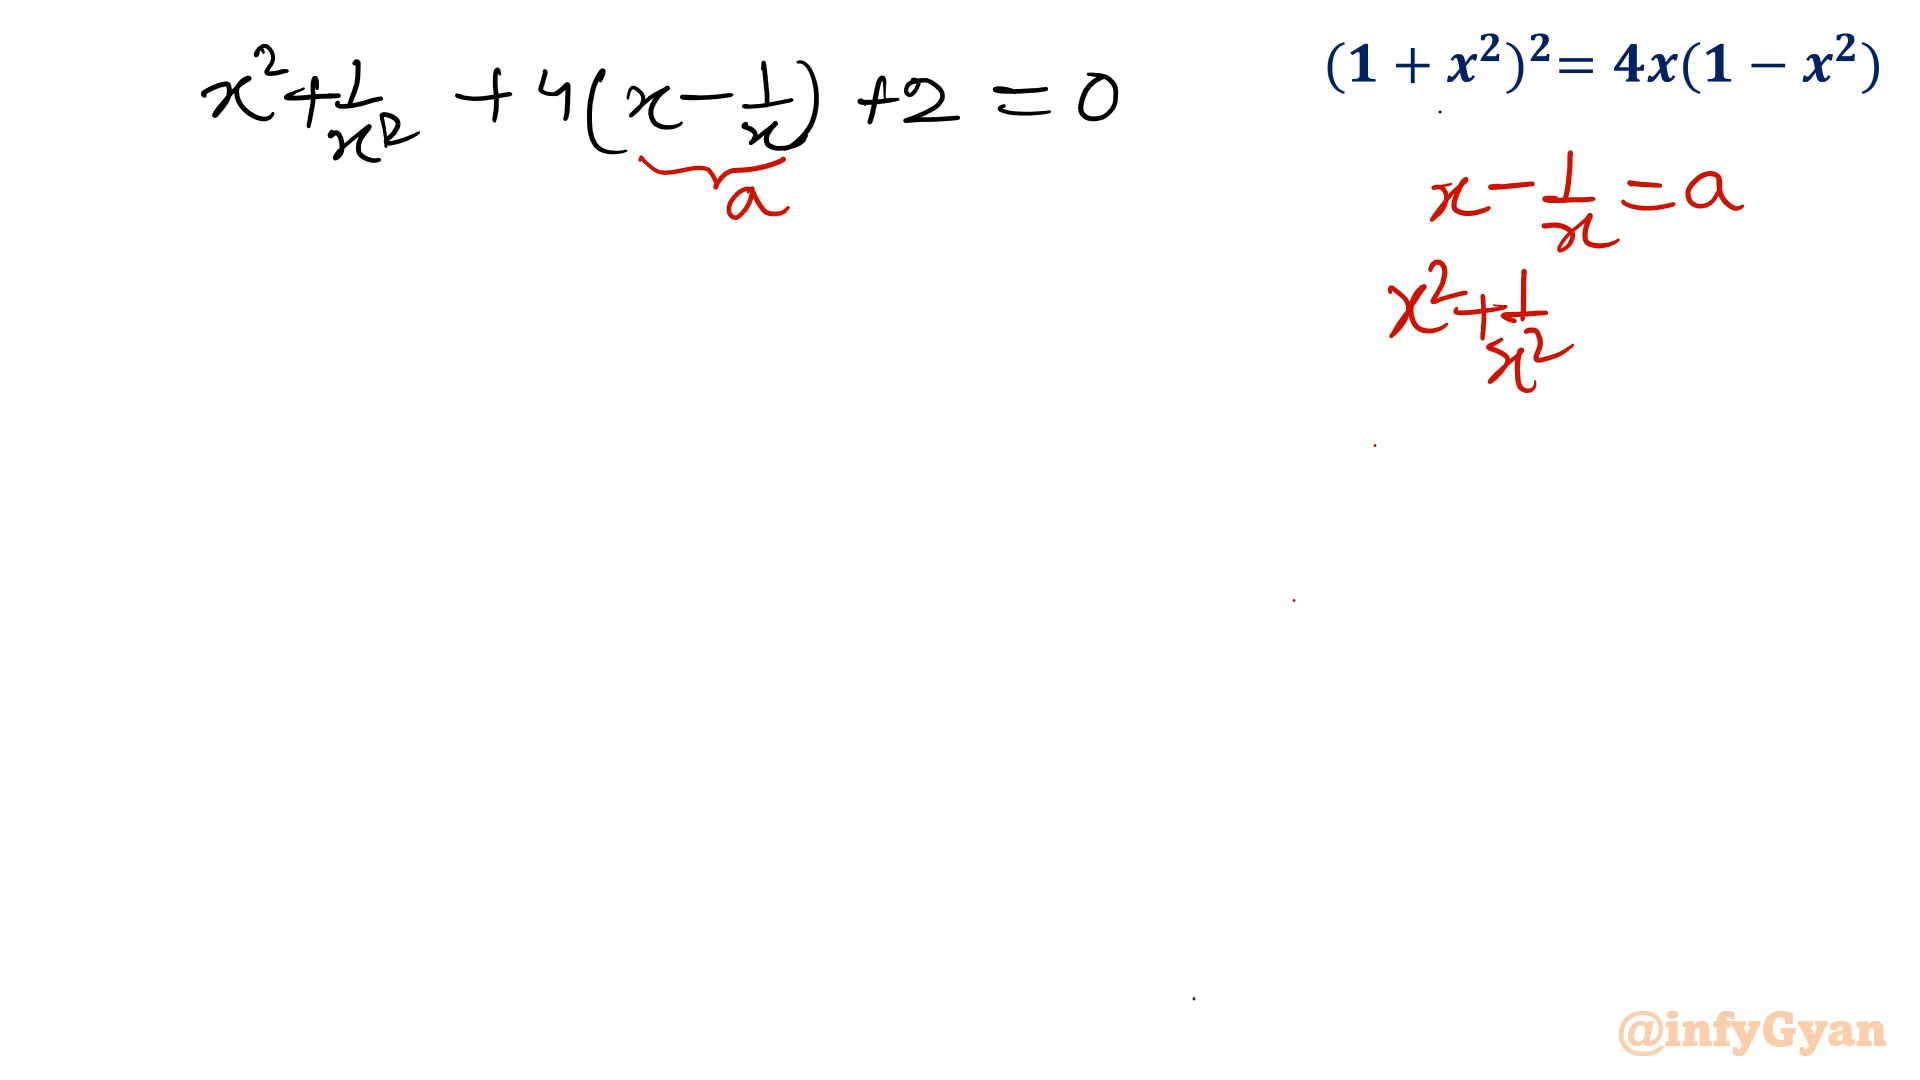 x² + 1/x² + 4(x − 1/x) + 2 = 0
a
(1 + x²)² = 4x(1 − x²)
x − 1/x = a
x² + 1/x²
@infyGyan